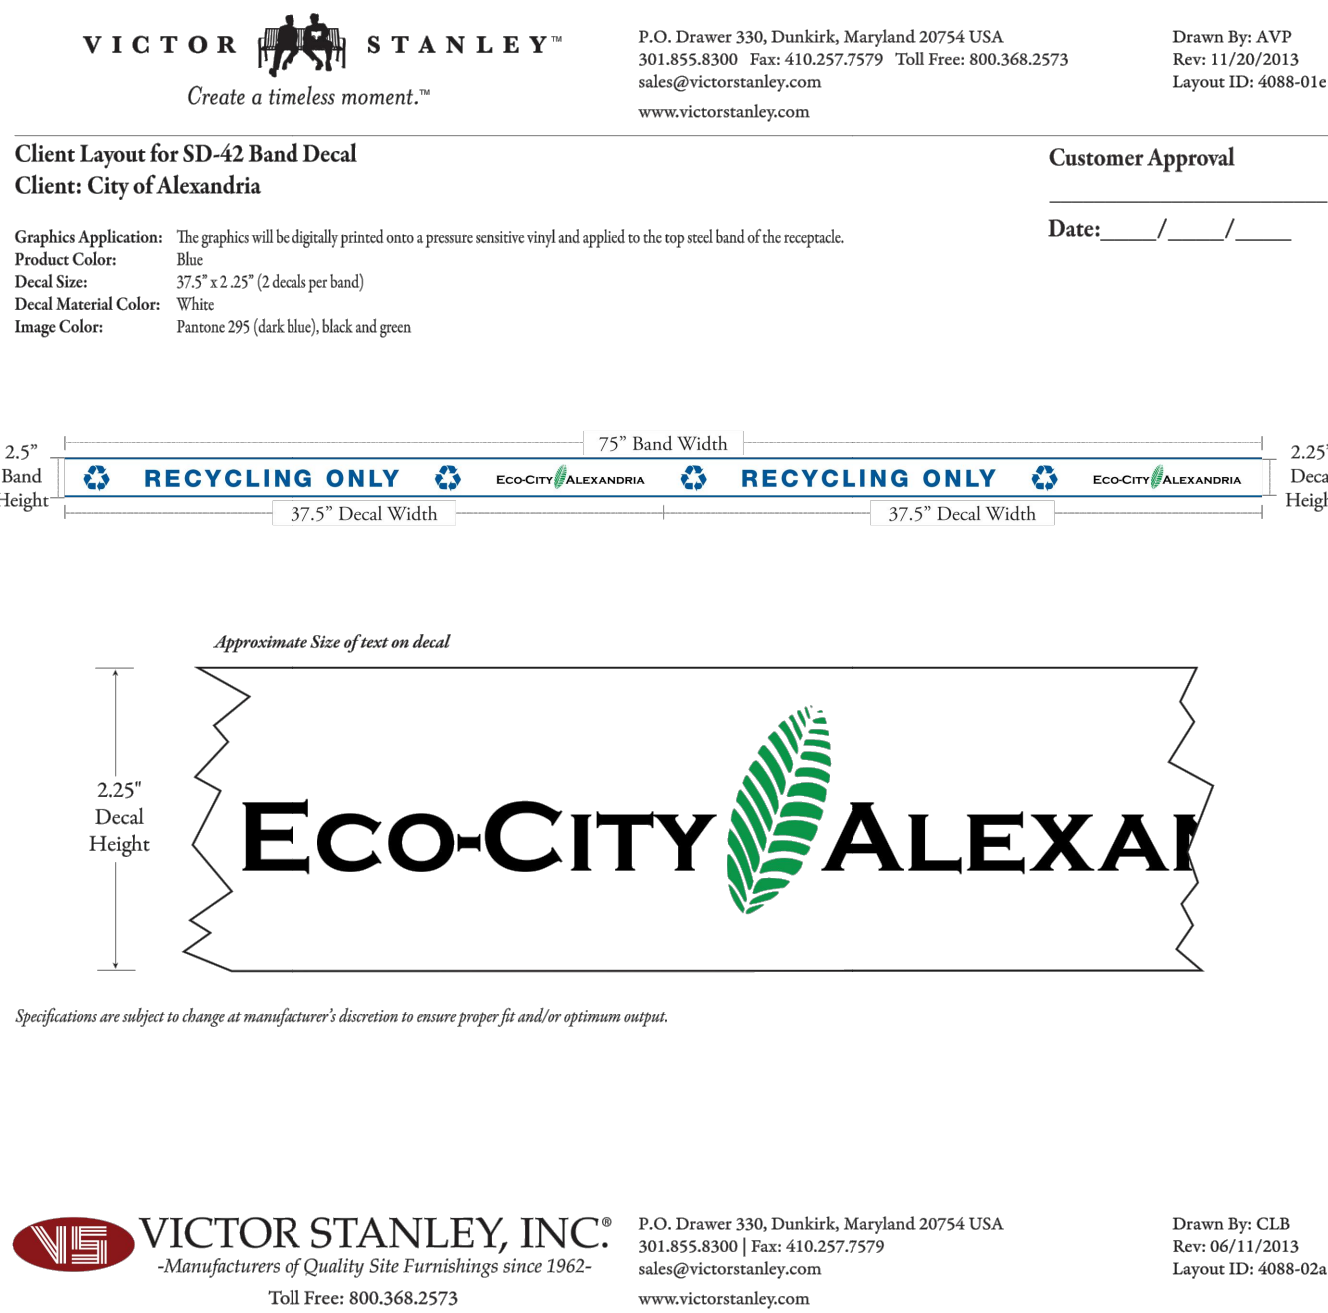 VICTOR STANLEY™
Create a timeless moment.™
P.O. Drawer 330, Dunkirk, Maryland 20754 USA
301.855.8300 Fax: 410.257.7579 Toll Free: 800.368.2573
sales@victorstanley.com
www.victorstanley.com
Drawn By: AVP
Rev: 11/20/2013
Layout ID: 4088-01e
Client Layout for SD-42 Band Decal
Client: City of Alexandria
Customer Approval
Date:____/____/____
Graphics Application: The graphics will be digitally printed onto a pressure sensitive vinyl and applied to the top steel band of the receptacle.
Product Color: Blue
Decal Size: 37.5” x 2 .25” (2 decals per band)
Decal Material Color: White
Image Color: Pantone 295 (dark blue), black and green
75” Band Width
2.5”
Band
Height
RECYCLING ONLY ECO-CITY ALEXANDRIA RECYCLING ONLY ECO-CITY ALEXANDRIA
2.25”
Deca
Heigh
37.5” Decal Width 37.5” Decal Width
Approximate Size of text on decal
2.25"
Decal
Height
ECO-CITY ALEXAN
Specifications are subject to change at manufacturer’s discretion to ensure proper fit and/or optimum output.
VS VICTOR STANLEY, INC.®
-Manufacturers of Quality Site Furnishings since 1962-
Toll Free: 800.368.2573
P.O. Drawer 330, Dunkirk, Maryland 20754 USA
301.855.8300 | Fax: 410.257.7579
sales@victorstanley.com
www.victorstanley.com
Drawn By: CLB
Rev: 06/11/2013
Layout ID: 4088-02a